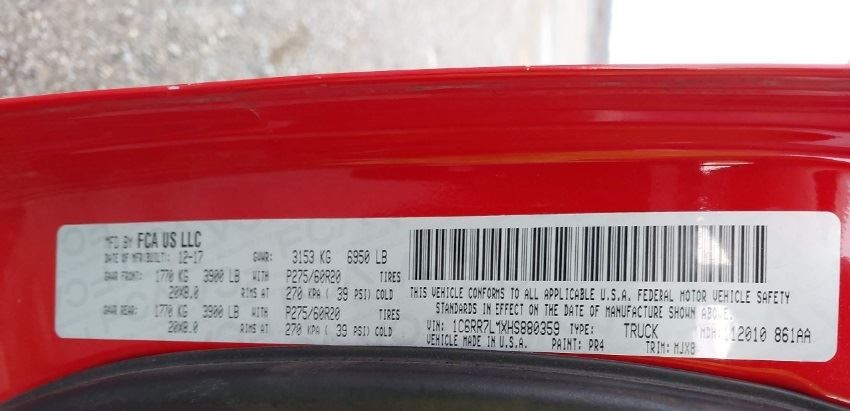 MFD BY FCA US LLC
DATE OF MFR/BUILT: 12-17 GVWR: 3153 KG 6950 LB
GAWR FRONT: 1770 KG 3900 LB WITH P275/60R20 TIRES
20X8.0 RIMS AT 270 KPA ( 39 PSI) COLD
GAWR REAR: 1770 KG 3900 LB WITH P275/60R20 TIRES
20X8.0 RIMS AT 270 KPA ( 39 PSI) COLD
THIS VEHICLE CONFORMS TO ALL APPLICABLE U.S.A. FEDERAL MOTOR VEHICLE SAFETY
STANDARDS IN EFFECT ON THE DATE OF MANUFACTURE SHOWN ABOVE.
VIN: TYPE: TRUCK MDH: 112010 861AA
VEHICLE MADE IN U.S.A. PAINT: PR4 TRIM: MJX8